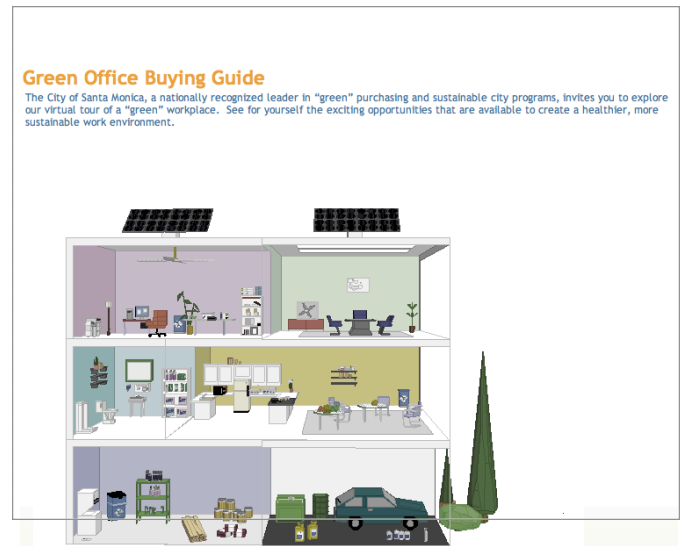 Green Office Buying Guide
The City of Santa Monica, a nationally recognized leader in “green” purchasing and sustainable city programs, invites you to explore
our virtual tour of a “green” workplace.  See for yourself the exciting opportunities that are available to create a healthier, more
sustainable work environment.